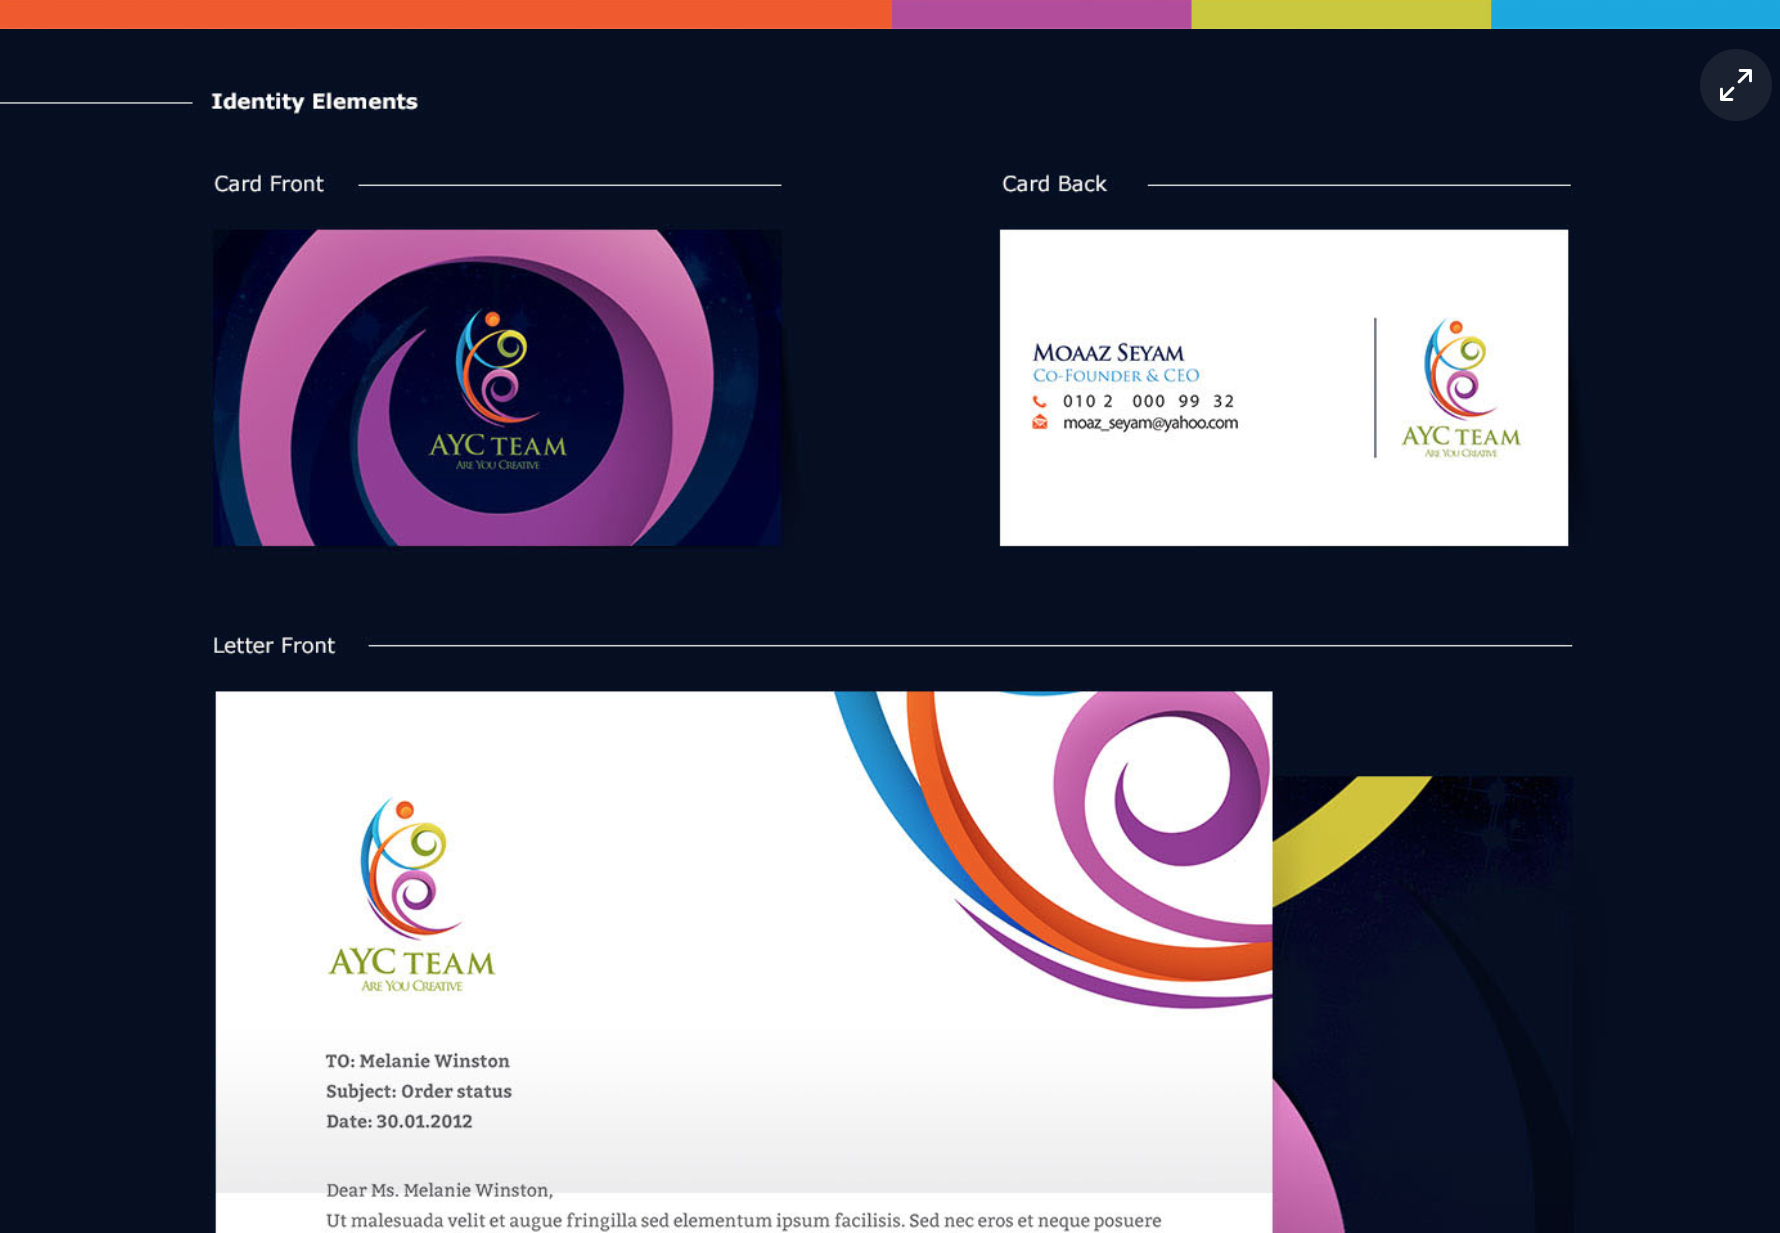 Identity Elements
Card Front
Card Back
AYC TEAM
ARE YOU CREATIVE
MOAAZ SEYAM
CO-FOUNDER & CEO
010 2 000 99 32
moaz_seyam@yahoo.com
AYC TEAM
ARE YOU CREATIVE
Letter Front
AYC TEAM
ARE YOU CREATIVE
TO: Melanie Winston
Subject: Order status
Date: 30.01.2012
Dear Ms. Melanie Winston,
Ut malesuada velit et augue fringilla sed elementum ipsum facilisis. Sed nec eros et neque posuere